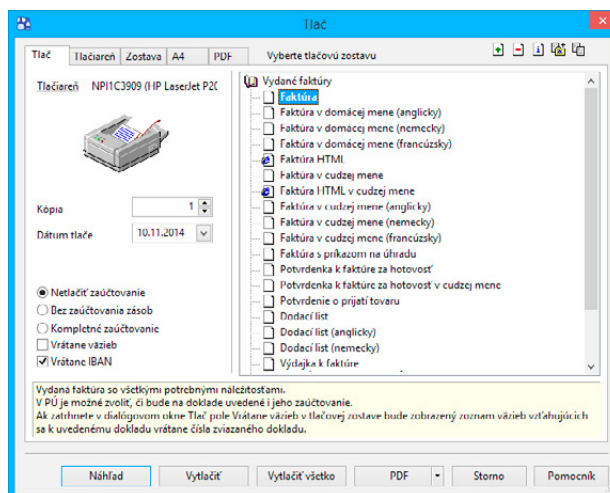 Tlač
Tlač Tlačiareň Zostava A4 PDF Vyberte tlačovú zostavu
Tlačiareň NPI1C3909 (HP LaserJet P2C
Kópia 1
Dátum tlače 10.11.2014
Netlačiť zaúčtovanie
Bez zaúčtovania zásob
Kompletné zaúčtovanie
Vrátane väzieb
Vrátane IBAN
Vydané faktúry
Faktúra
Faktúra v domácej mene (anglicky)
Faktúra v domácej mene (nemecky)
Faktúra v domácej mene (francúzsky)
Faktúra HTML
Faktúra v cudzej mene
Faktúra HTML v cudzej mene
Faktúra v cudzej mene (anglicky)
Faktúra v cudzej mene (nemecky)
Faktúra v cudzej mene (francúzsky)
Faktúra s príkazom na úhradu
Potvrdenka k faktúre za hotovosť
Potvrdenka k faktúre za hotovosť v cudzej mene
Potvrdenie o prijatí tovaru
Dodací list
Dodací list (anglicky)
Dodací list (nemecky)
Výdajka k faktúre
Vydaná faktúra so všetkými potrebnými náležitosťami.
V PÚ je možné zvoliť, či bude na doklade uvedené i jeho zaúčtovanie.
Ak zatrhnete v dialógovom okne Tlač pole Vrátane väzieb v tlačovej zostave bude zobrazený zoznam väzieb vzťahujúcich
sa k uvedenému dokladu vrátane čísla zviazaného dokladu.
Náhľad Vytlačiť Vytlačiť všetko PDF Storno Pomocník